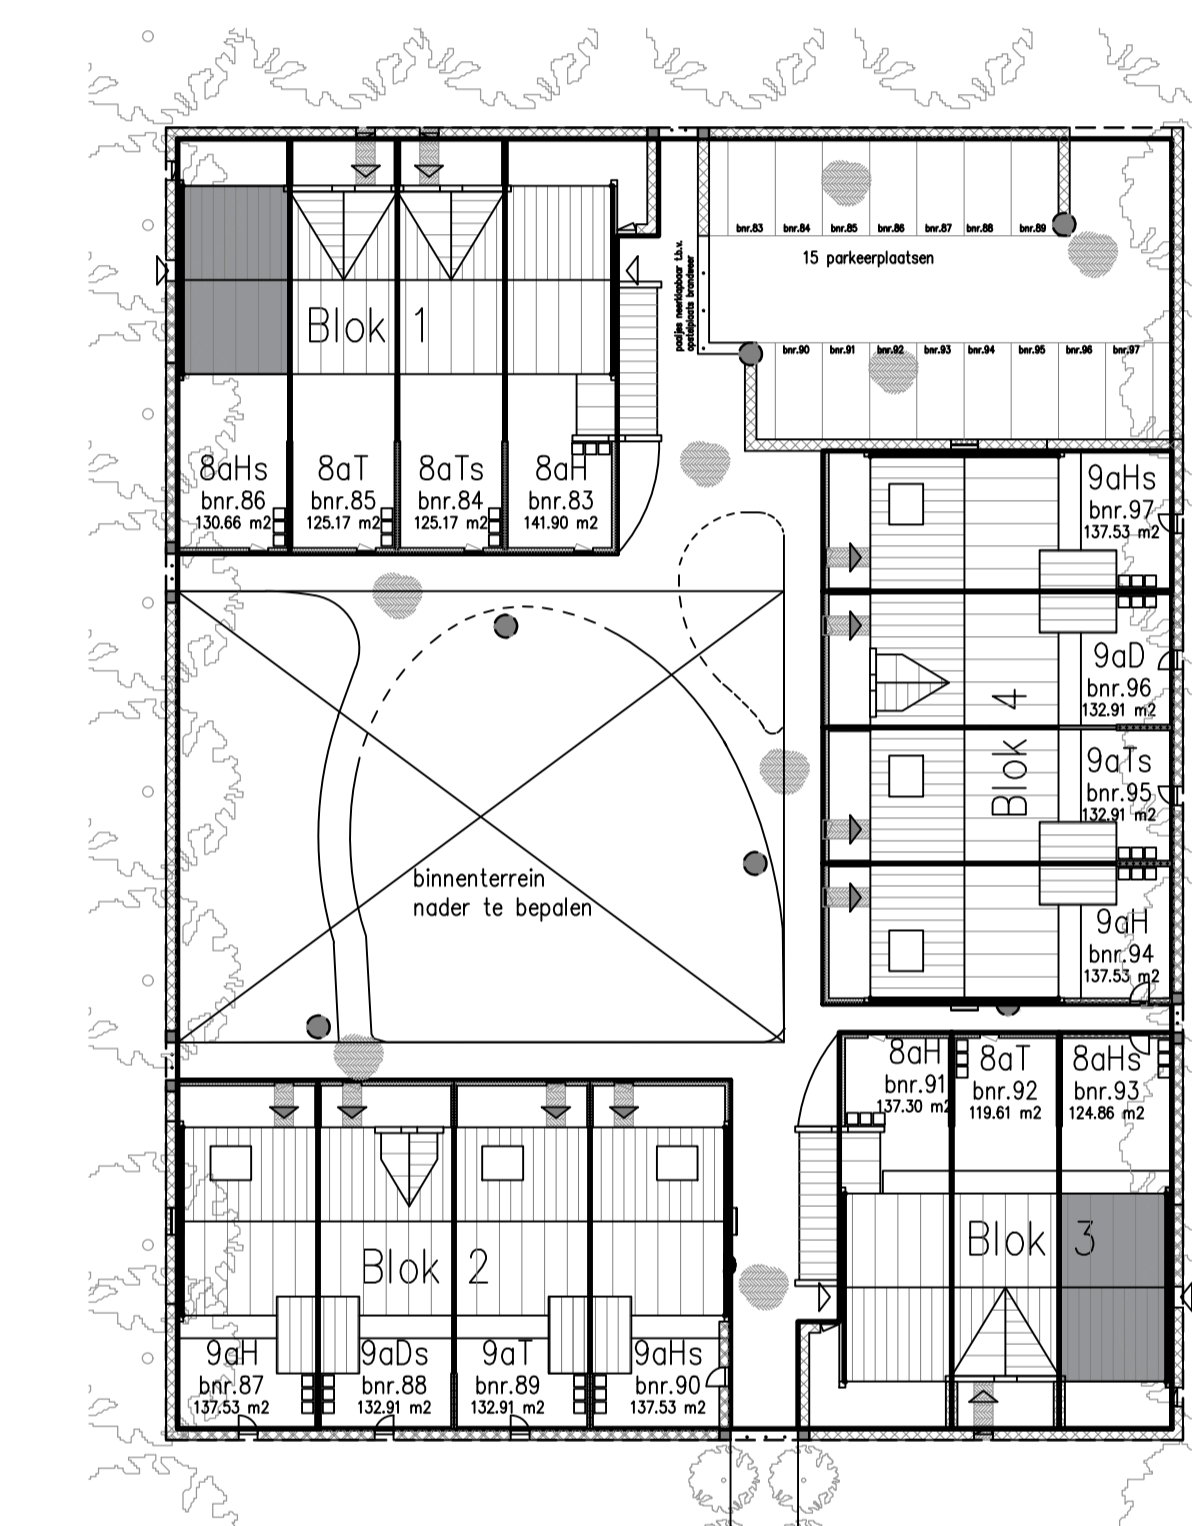 bnr.83 bnr.84 bnr.85 bnr.86 bnr.87 bnr.88 bnr.89
15 parkeerplaatsen
paaltjes neerklapbaar t.b.v.
opstelplaats brandweer
bnr.90 bnr.91 bnr.92 bnr.93 bnr.94 bnr.95 bnr.96 bnr.97
Blok 1
8aHs
bnr.86
130.66 m2
8aT
bnr.85
125.17 m2
8aTs
bnr.84
125.17 m2
8aH
bnr.83
141.90 m2
9aHs
bnr.97
137.53 m2
9aD
bnr.96
132.91 m2
Blok 4
9aTs
bnr.95
132.91 m2
9aH
bnr.94
137.53 m2
binnenterrein
nader te bepalen
8aH
bnr.91
137.30 m2
8aT
bnr.92
119.61 m2
8aHs
bnr.93
124.86 m2
Blok 3
Blok 2
9aH
bnr.87
137.53 m2
9aDs
bnr.88
132.91 m2
9aT
bnr.89
132.91 m2
9aHs
bnr.90
137.53 m2